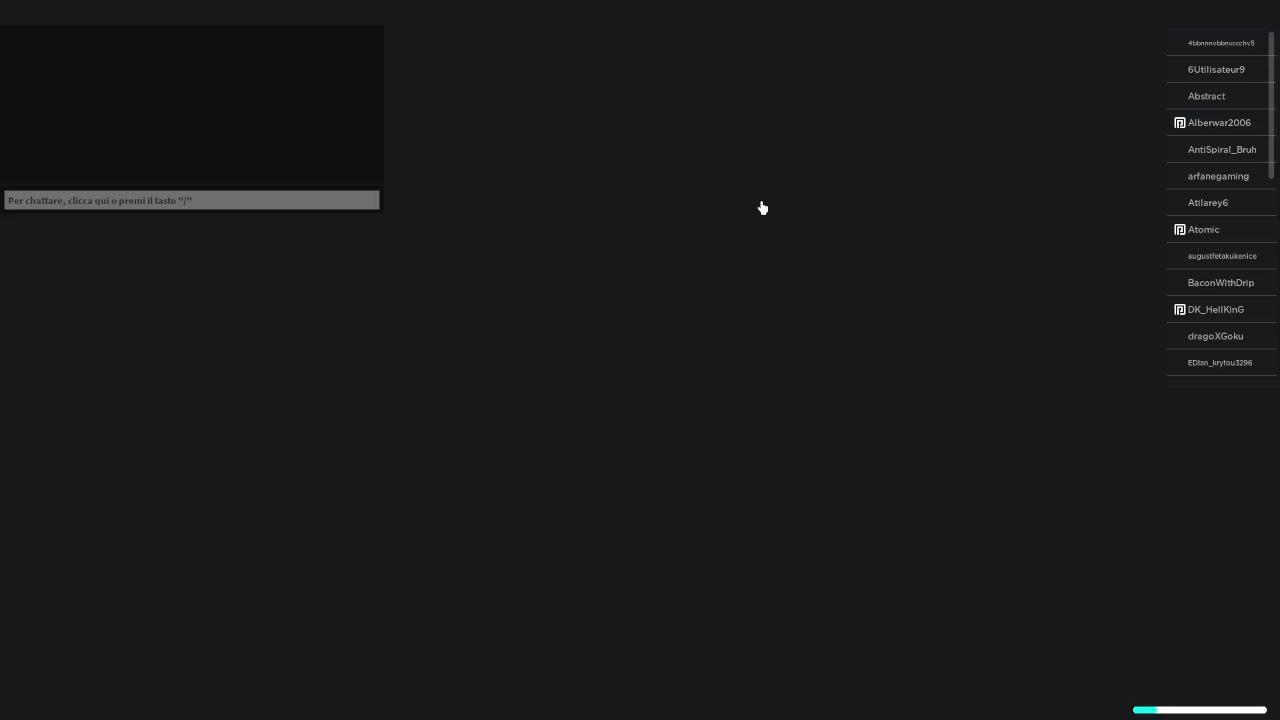 Per chattare, clicca qui o premi il tasto "/"
4bbnnnvbbnvccchv5
6Utilisateur9
Abstract
Alberwar2006
AntiSpiral_Bruh
arfanegaming
Atilarey6
Atomic
augustfetakukenice
BaconWithDrip
DK_HellKinG
dragoXGoku
EDian_krytou3296